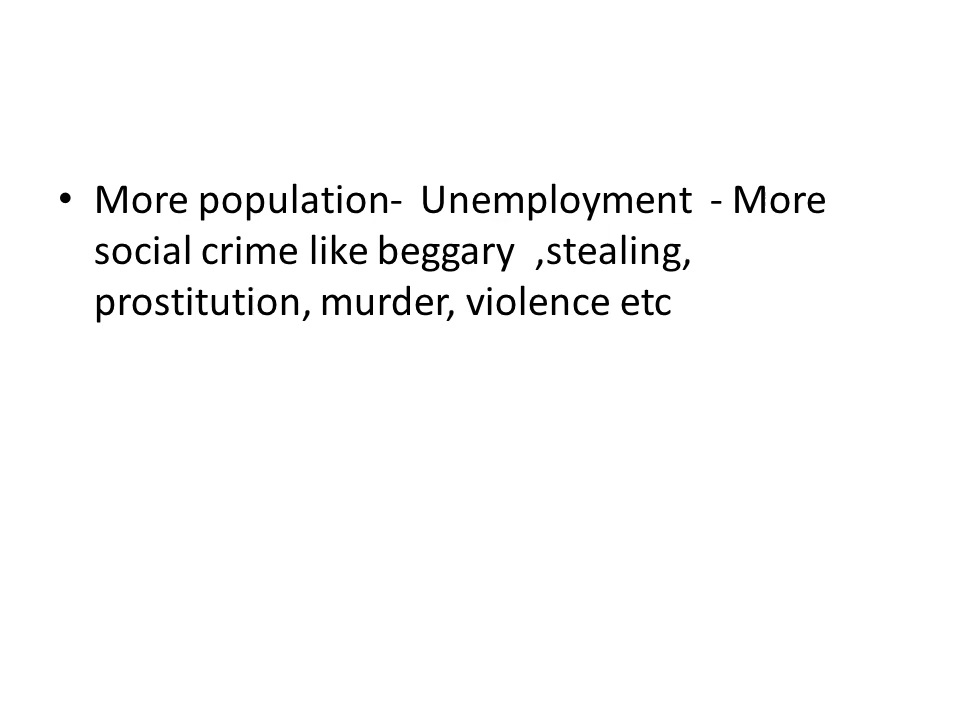 • More population-  Unemployment  - More
social crime like beggary  ,stealing,
prostitution, murder, violence etc